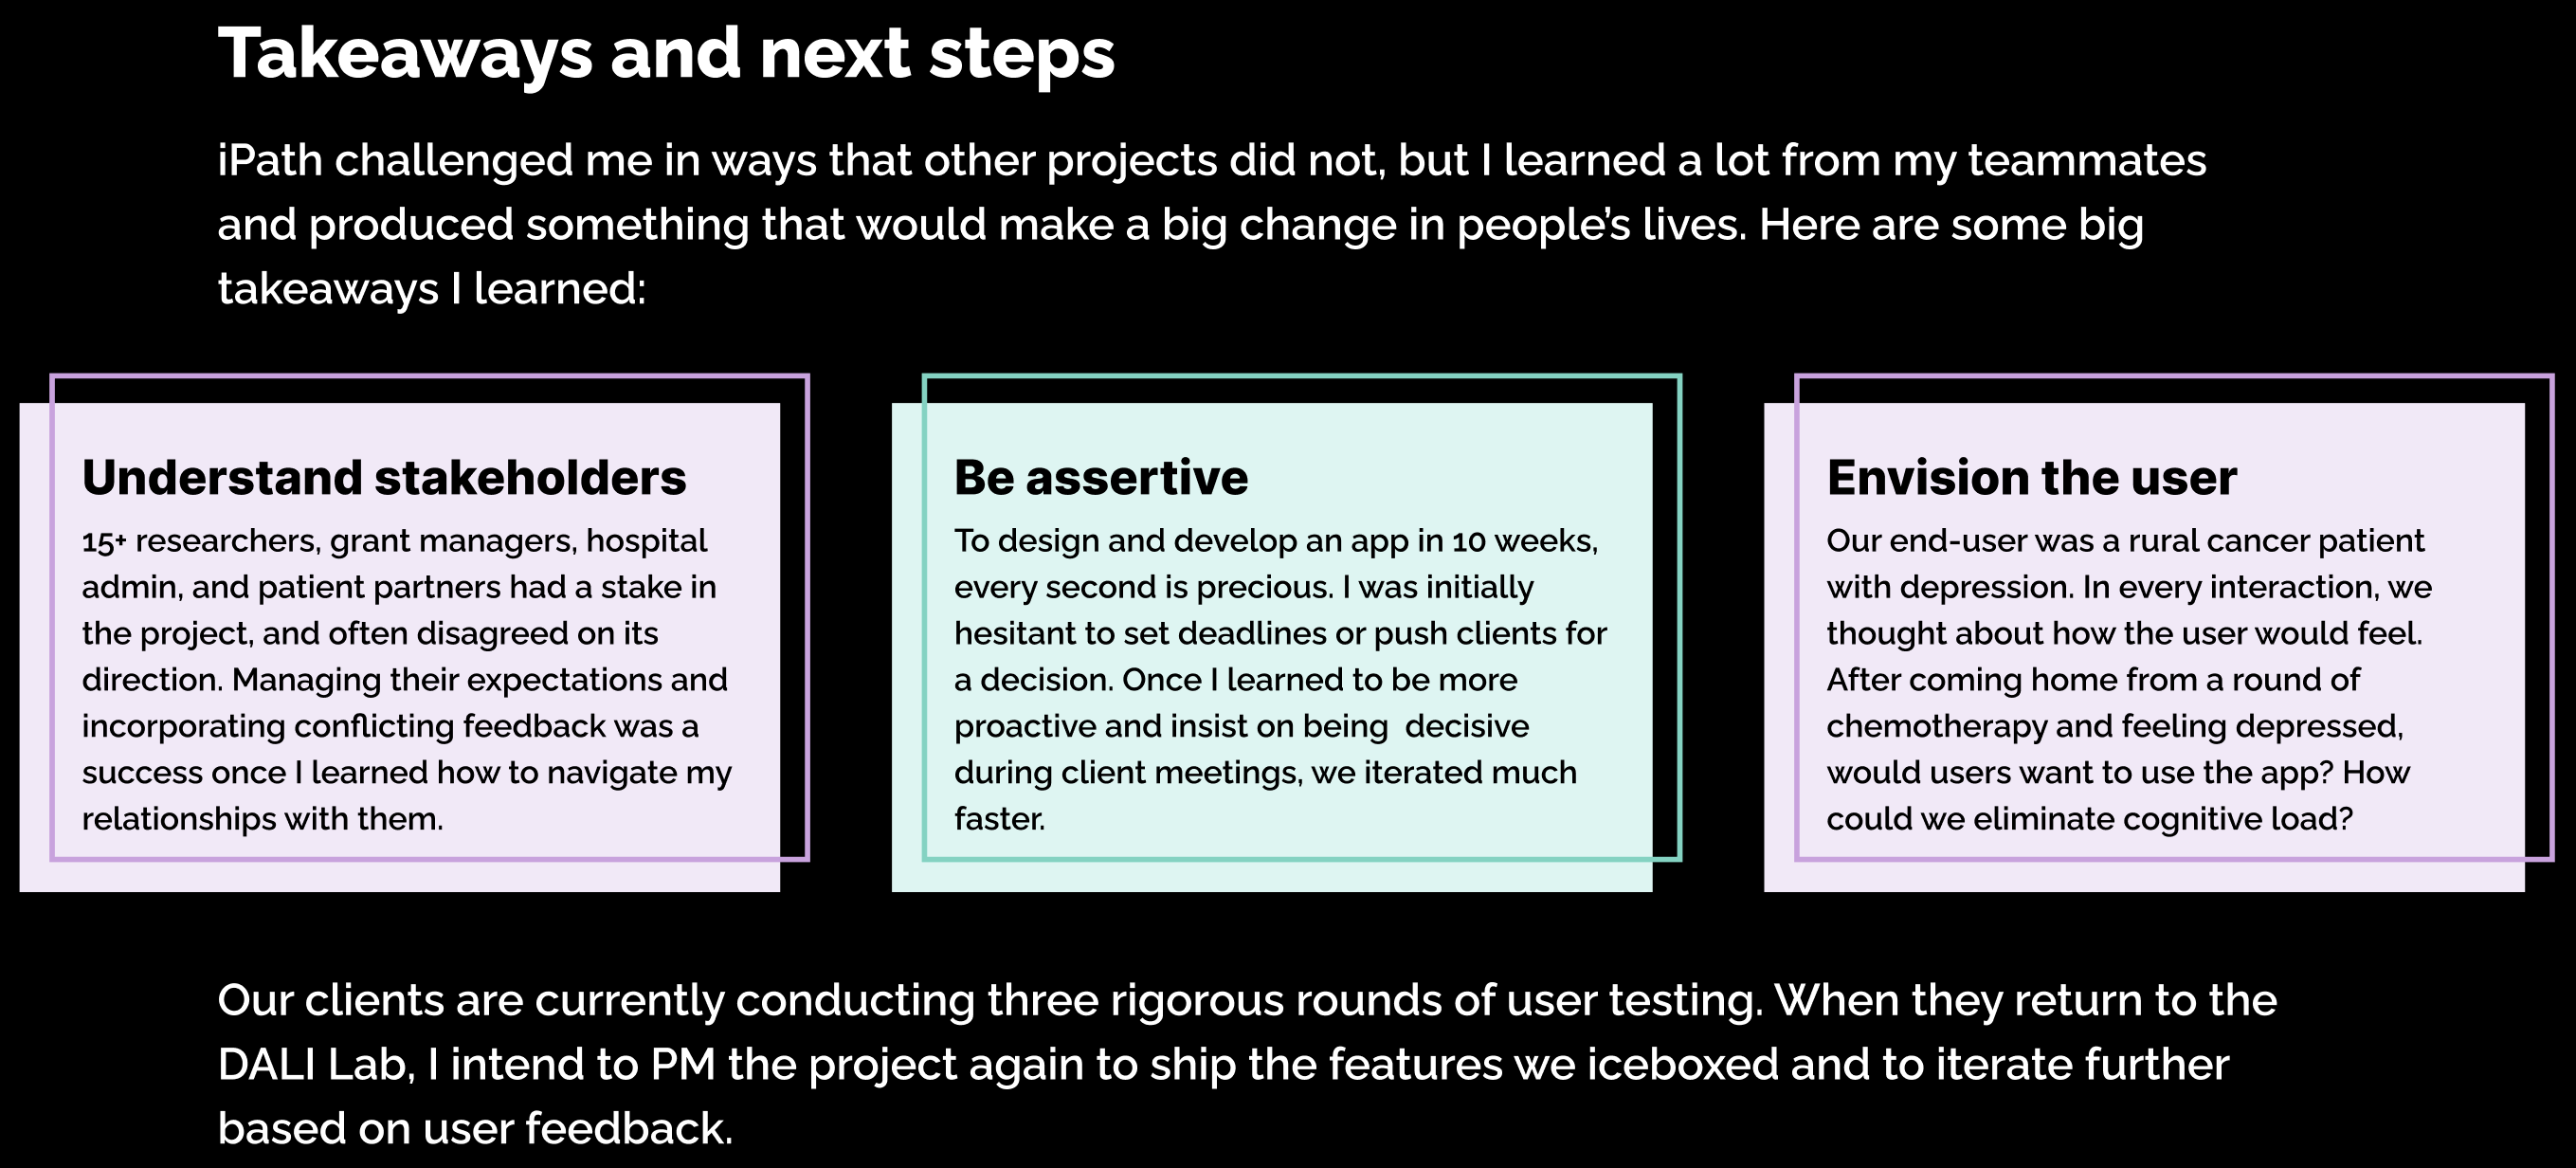 Takeaways and next steps
iPath challenged me in ways that other projects did not, but I learned a lot from my teammates
and produced something that would make a big change in people’s lives. Here are some big
takeaways I learned:
Understand stakeholders
15+ researchers, grant managers, hospital
admin, and patient partners had a stake in
the project, and often disagreed on its
direction. Managing their expectations and
incorporating conflicting feedback was a
success once I learned how to navigate my
relationships with them.
Be assertive
To design and develop an app in 10 weeks,
every second is precious. I was initially
hesitant to set deadlines or push clients for
a decision. Once I learned to be more
proactive and insist on being  decisive
during client meetings, we iterated much
faster.
Envision the user
Our end-user was a rural cancer patient
with depression. In every interaction, we
thought about how the user would feel.
After coming home from a round of
chemotherapy and feeling depressed,
would users want to use the app? How
could we eliminate cognitive load?
Our clients are currently conducting three rigorous rounds of user testing. When they return to the
DALI Lab, I intend to PM the project again to ship the features we iceboxed and to iterate further
based on user feedback.